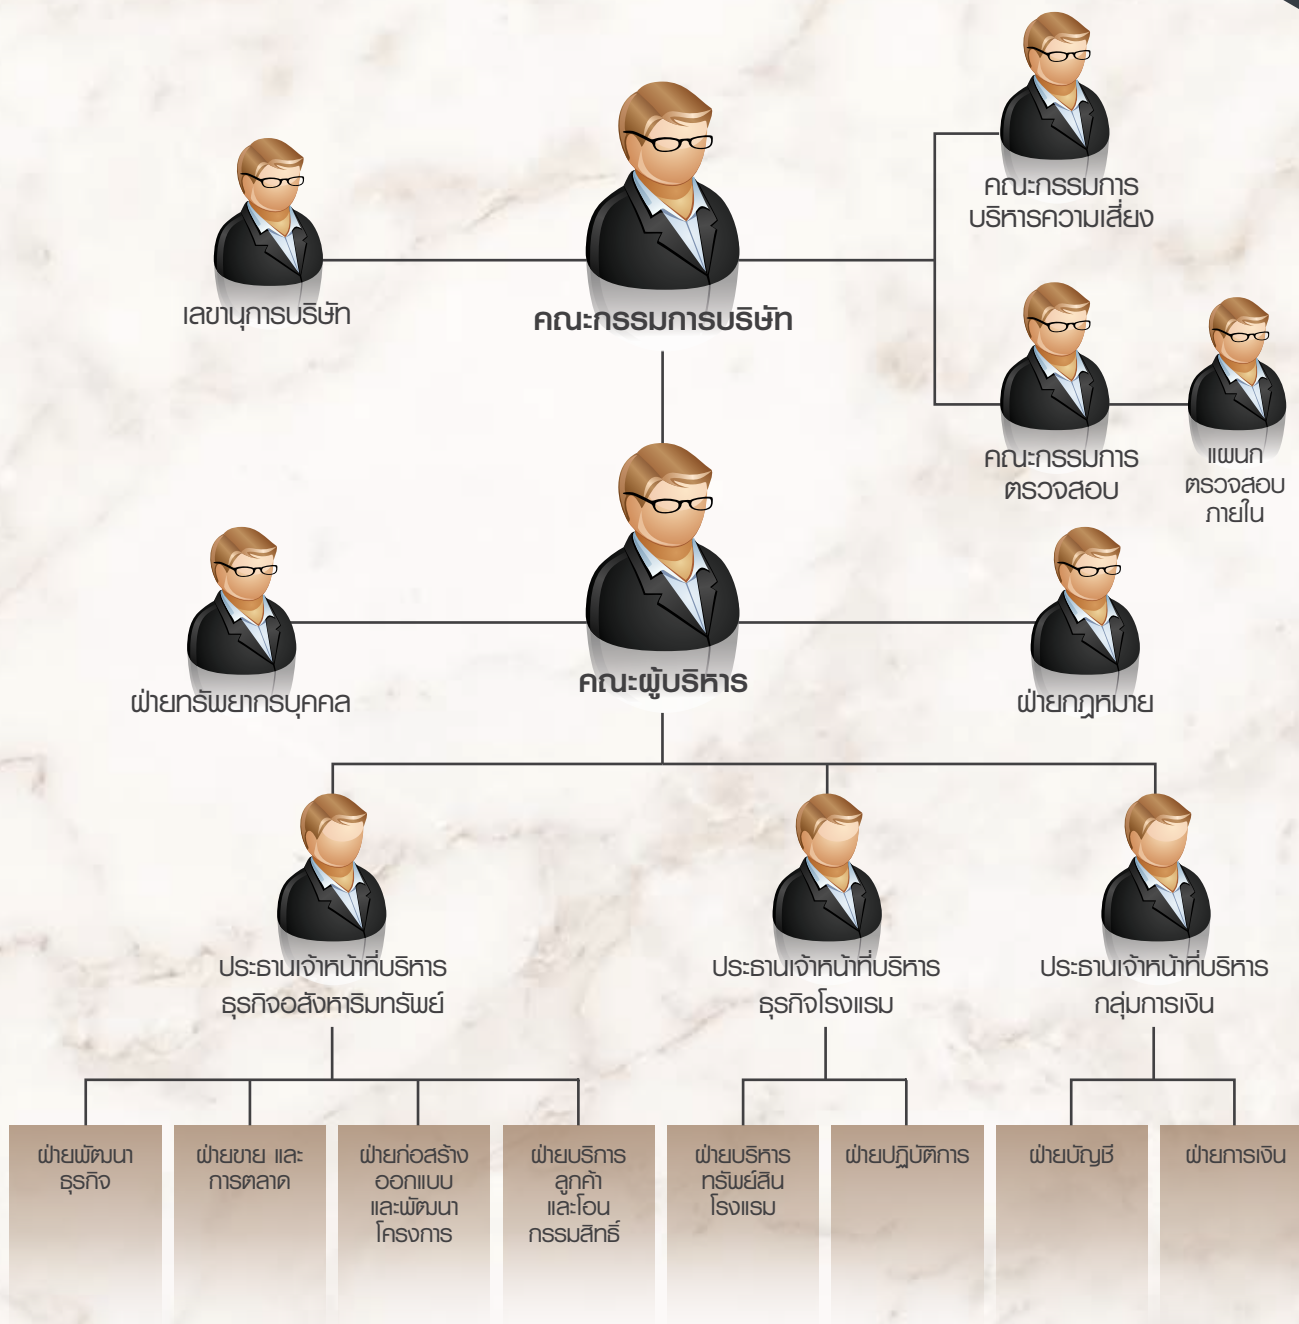 คณะกรรมการ
บริหารความเสี่ยง
เลขานุการบริษัท
คณะกรรมการบริษัท
คณะกรรมการ
ตรวจสอบ
แผนก
ตรวจสอบ
ภายใน
ฝ่ายทรัพยากรบุคคล
คณะผู้บริหาร
ฝ่ายกฎหมาย
ประธานเจ้าหน้าที่บริหาร
ธุรกิจอสังหาริมทรัพย์
ประธานเจ้าหน้าที่บริหาร
ธุรกิจโรงแรม
ประธานเจ้าหน้าที่บริหาร
กลุ่มการเงิน
ฝ่ายพัฒนา
ธุรกิจ
ฝ่ายขาย และ
การตลาด
ฝ่ายก่อสร้าง
ออกแบบ
และพัฒนา
โครงการ
ฝ่ายบริการ
ลูกค้า
และโอน
กรรมสิทธิ์
ฝ่ายบริหาร
ทรัพย์สิน
โรงแรม
ฝ่ายปฏิบัติการ
ฝ่ายบัญชี
ฝ่ายการเงิน